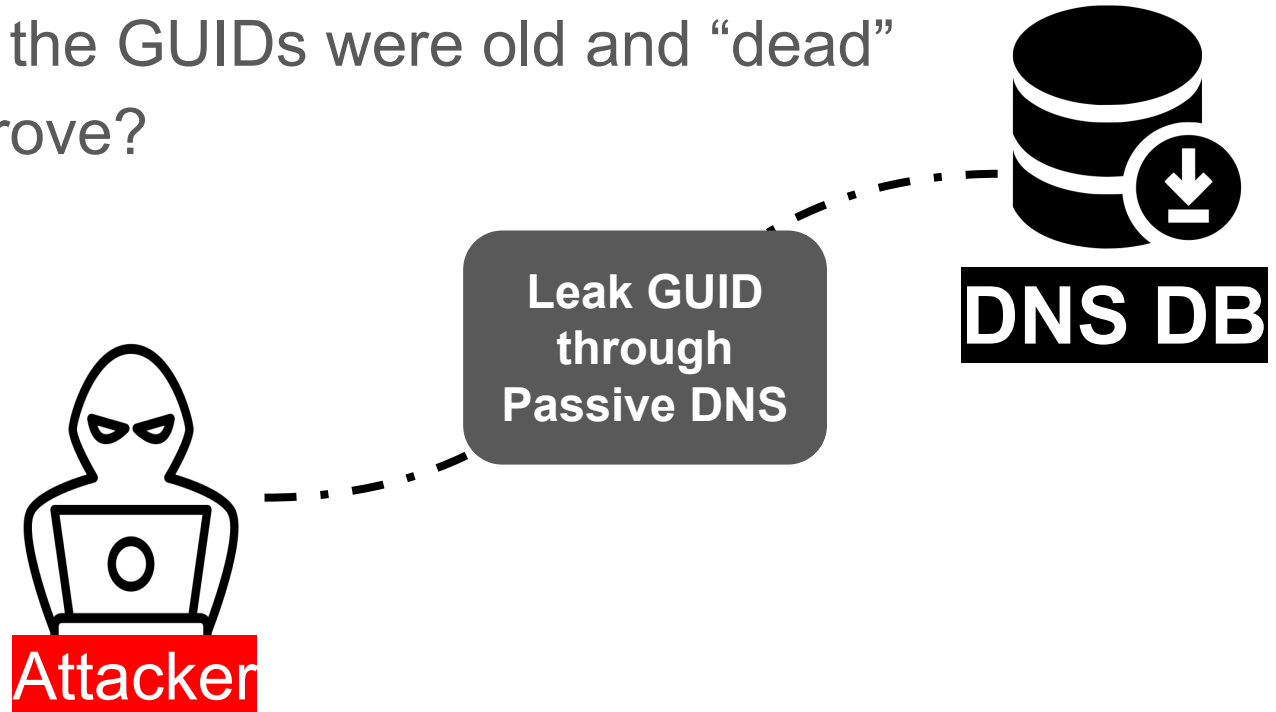 the GUIDs were old and “dead”
rove?
Leak GUID
through
Passive DNS
DNS DB
Attacker